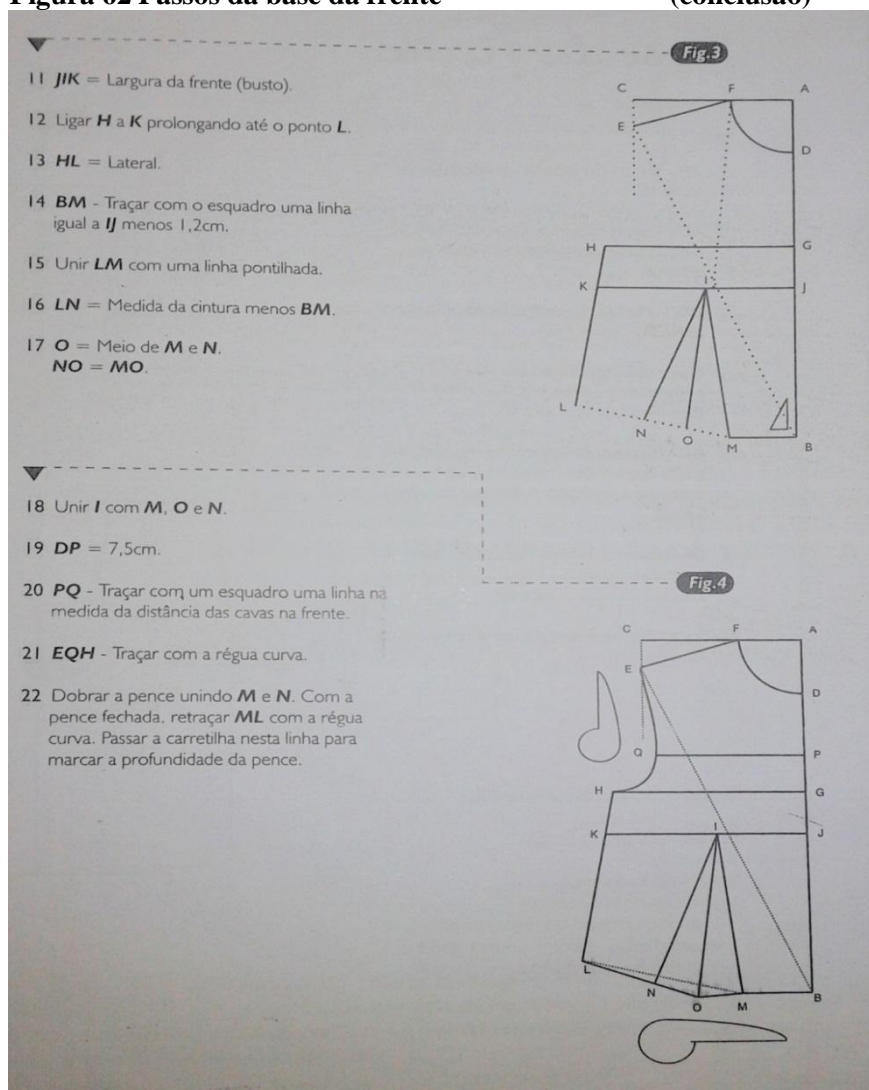 Figura 02 Passos da base da frente (conclusão)
Fig.3
11 JIK = Largura da frente (busto).
12 Ligar H a K prolongando até o ponto L.
13 HL = Lateral.
14 BM - Traçar com o esquadro uma linha
igual a IJ menos 1,2cm.
15 Unir LM com uma linha pontilhada.
16 LN = Medida da cintura menos BM.
17 O = Meio de M e N.
NO = MO.
C F A
E
D
H G
K I J
L
N O M B
18 Unir I com M, O e N.
19 DP = 7,5cm.
20 PQ - Traçar com um esquadro uma linha na
medida da distância das cavas na frente.
21 EQH - Traçar com a régua curva.
22 Dobrar a pence unindo M e N. Com a
pence fechada, retraçar ML com a régua
curva. Passar a carretilha nesta linha para
marcar a profundidade da pence.
Fig.4
C F A
E
D
Q P
H G
K I J
L
N O M B